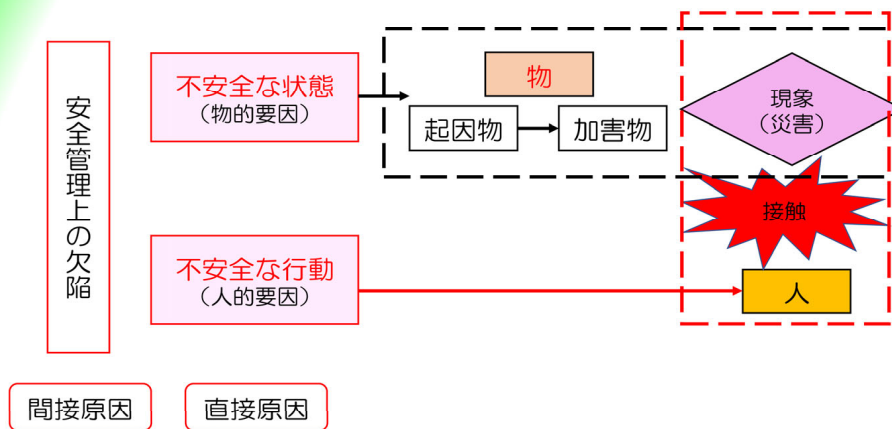 安全管理上の欠陥
不安全な状態
（物的要因）
物
起因物
加害物
現象
（災害）
接触
不安全な行動
（人的要因）
人
間接原因
直接原因